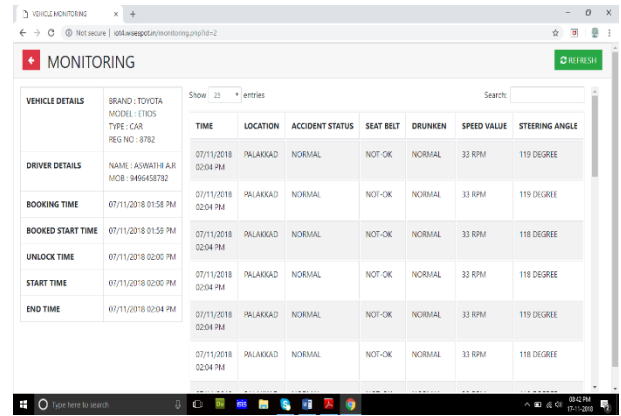 VEHICLE MONITORING
Not secure | iot4.wisespot.in/monitoring.php?id=2
MONITORING
REFRESH
VEHICLE DETAILS
BRAND : TOYOTA
MODEL : ETIOS
TYPE : CAR
REG NO : 8782
DRIVER DETAILS
NAME : ASWATHI A.R
MOB : 9496458782
BOOKING TIME 07/11/2018 01:58 PM
BOOKED START TIME 07/11/2018 01:59 PM
UNLOCK TIME 07/11/2018 02:00 PM
START TIME 07/11/2018 02:00 PM
END TIME 07/11/2018 02:04 PM
Show 25 entries Search:
TIME LOCATION ACCIDENT STATUS SEAT BELT DRUNKEN SPEED VALUE STEERING ANGLE
07/11/2018 PALAKKAD NORMAL NOT-OK NORMAL 33 RPM 119 DEGREE
02:04 PM
07/11/2018 PALAKKAD NORMAL NOT-OK NORMAL 33 RPM 119 DEGREE
02:04 PM
07/11/2018 PALAKKAD NORMAL NOT-OK NORMAL 33 RPM 118 DEGREE
02:04 PM
07/11/2018 PALAKKAD NORMAL NOT-OK NORMAL 33 RPM 118 DEGREE
02:04 PM
07/11/2018 PALAKKAD NORMAL NOT-OK NORMAL 33 RPM 119 DEGREE
02:04 PM
07/11/2018 PALAKKAD NORMAL NOT-OK NORMAL 33 RPM 118 DEGREE
02:04 PM
Type here to search
08:42 PM
17-11-2018